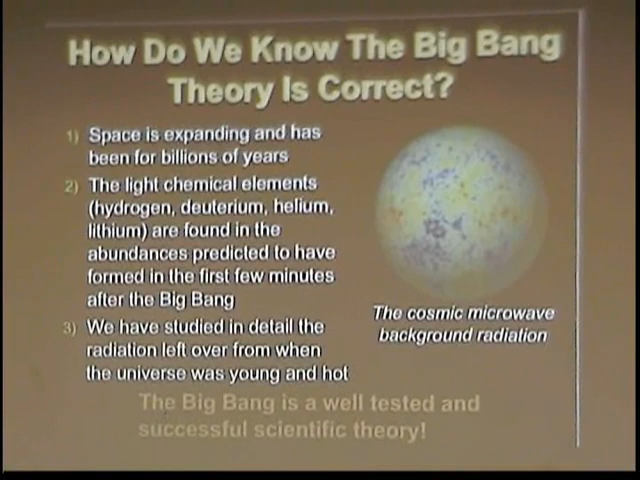 How Do We Know The Big Bang
Theory Is Correct?
1) Space is expanding and has
been for billions of years
2) The light chemical elements
(hydrogen, deuterium, helium,
lithium) are found in the
abundances predicted to have
formed in the first few minutes
after the Big Bang
3) We have studied in detail the
radiation left over from when
the universe was young and hot
The cosmic microwave
background radiation
The Big Bang is a well tested and
successful scientific theory!